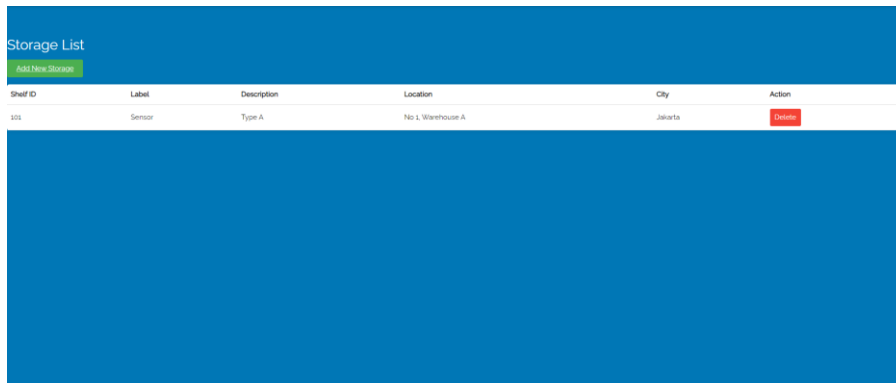 Storage List
Add New Storage
Shelf ID Label Description Location City Action
101 Sensor Type A No 1, Warehouse A Jakarta Delete